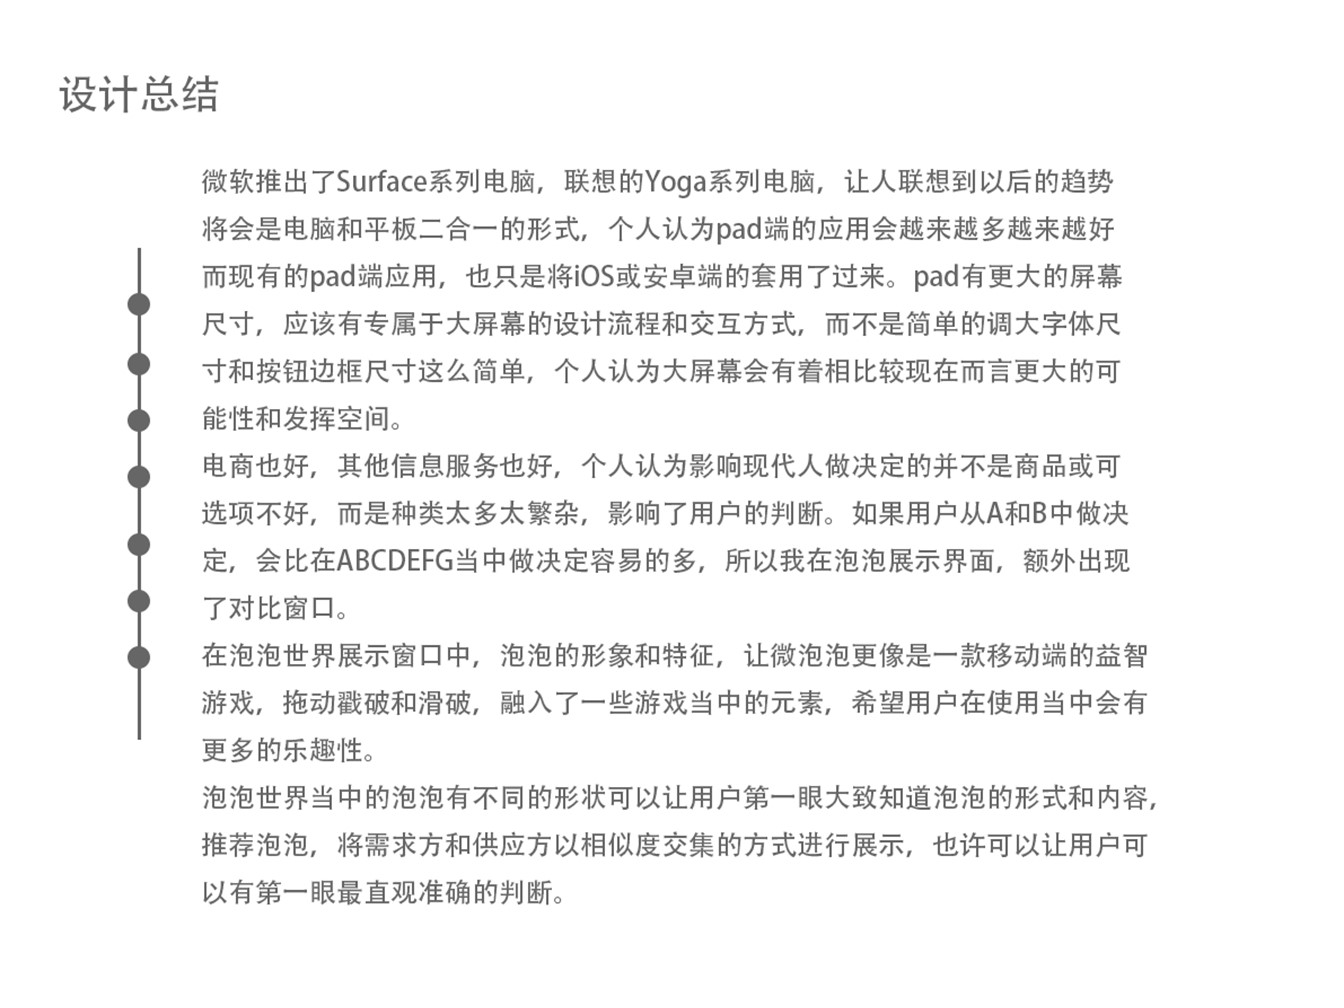 设计总结
微软推出了Surface系列电脑，联想的Yoga系列电脑，让人联想到以后的趋势
将会是电脑和平板二合一的形式，个人认为pad端的应用会越来越多越来越好
而现有的pad端应用，也只是将iOS或安卓端的套用了过来。pad有更大的屏幕
尺寸，应该有专属于大屏幕的设计流程和交互方式，而不是简单的调大字体尺
寸和按钮边框尺寸这么简单，个人认为大屏幕会有着相比较现在而言更大的可
能性和发挥空间。
电商也好，其他信息服务也好，个人认为影响现代人做决定的并不是商品或可
选项不好，而是种类太多太繁杂，影响了用户的判断。如果用户从A和B中做决
定，会比在ABCDEFG当中做决定容易的多，所以我在泡泡展示界面，额外出现
了对比窗口。
在泡泡世界展示窗口中，泡泡的形象和特征，让微泡泡更像是一款移动端的益智
游戏，拖动戳破和滑破，融入了一些游戏当中的元素，希望用户在使用当中会有
更多的乐趣性。
泡泡世界当中的泡泡有不同的形状可以让用户第一眼大致知道泡泡的形式和内容，
推荐泡泡，将需求方和供应方以相似度交集的方式进行展示，也许可以让用户可
以有第一眼最直观准确的判断。